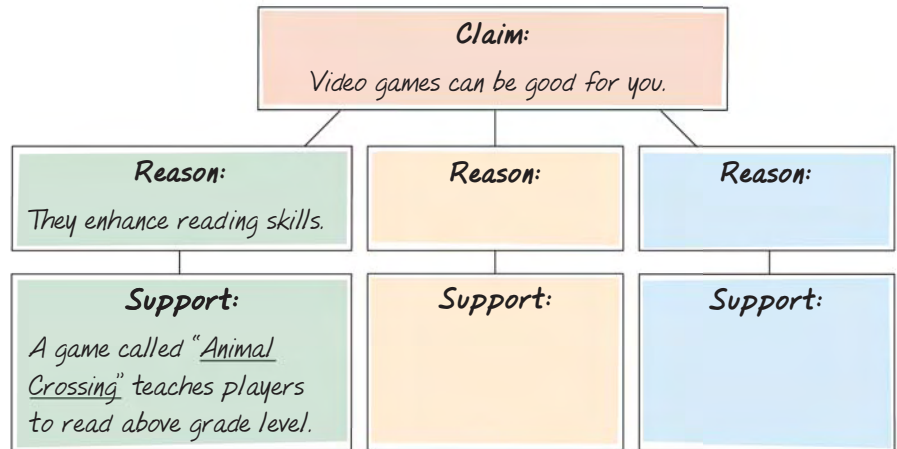 Claim:
Video games can be good for you.
Reason:
They enhance reading skills.
Reason:
Reason:
Support:
A game called "Animal
Crossing" teaches players
to read above grade level.
Support:
Support: